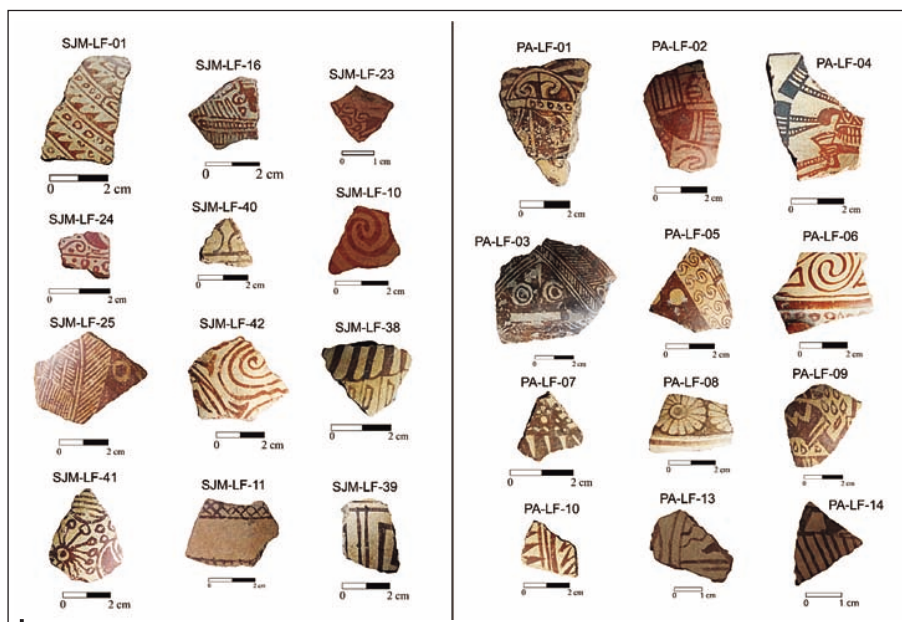 SJM-LF-01
0 2 cm
SJM-LF-16
0 2 cm
SJM-LF-23
0 1 cm
SJM-LF-24
0 2 cm
SJM-LF-40
0 2 cm
SJM-LF-10
0 2 cm
SJM-LF-25
0 2 cm
SJM-LF-42
0 2 cm
SJM-LF-38
0 2 cm
SJM-LF-41
0 2 cm
SJM-LF-11
0 2 cm
SJM-LF-39
0 2 cm
PA-LF-01
0 2 cm
PA-LF-02
0 2 cm
PA-LF-04
0 2 cm
PA-LF-03
0 2 cm
PA-LF-05
0 2 cm
PA-LF-06
0 2 cm
PA-LF-07
0 2 cm
PA-LF-08
0 2 cm
PA-LF-09
0 2 cm
PA-LF-10
0 2 cm
PA-LF-13
0 1 cm
PA-LF-14
0 1 cm